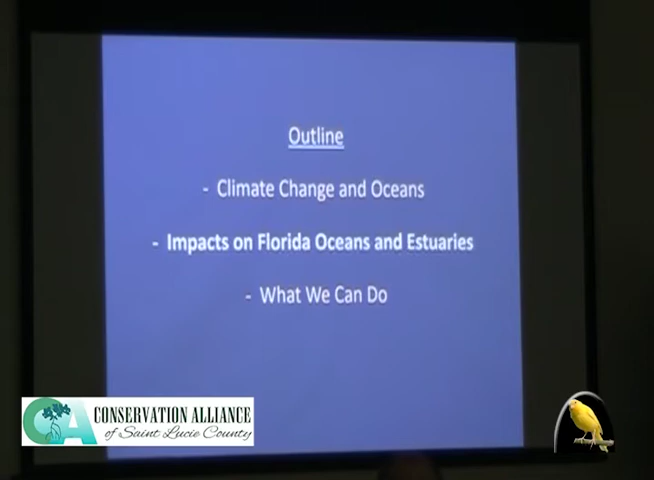 Outline
- Climate Change and Oceans
- Impacts on Florida Oceans and Estuaries
- What We Can Do
CA CONSERVATION ALLIANCE
of Saint Lucie County